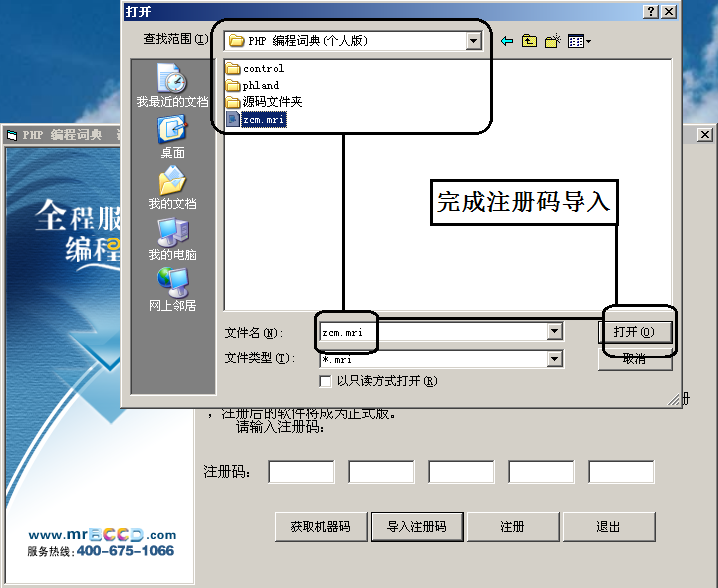 打开
查找范围(I)
PHP 编程词典(个人版)
control
phland
源码文件夹
zcm.mri
我最近的文档
桌面
我的文档
我的电脑
网上邻居
完成注册码导入
文件名(N):
zcm.mri
打开(O)
文件类型(T):
*.mri
取消
以只读方式打开(R)
PHP 编程词典
全程服
编程
册
，注册后的软件将成为正式版。
请输入注册码:
注册码:
获取机器码
导入注册码
注册
退出
www.mrBCCD.com
服务热线:400-675-1066